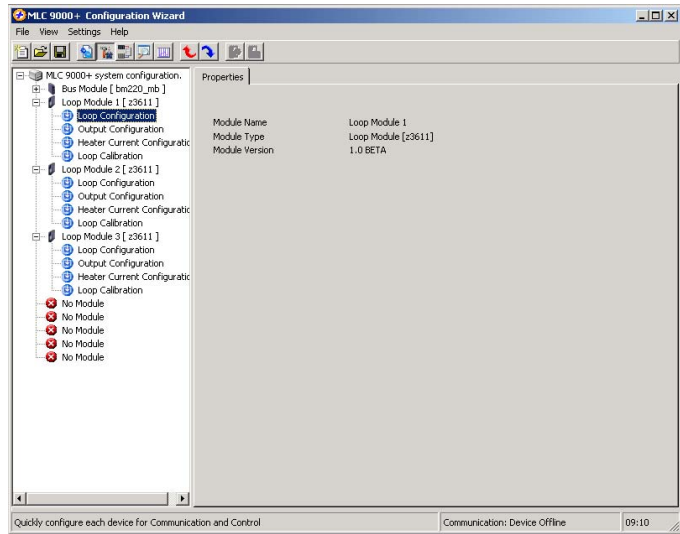 MLC 9000+ Configuration Wizard
File View Settings Help
MLC 9000+ system configuration.
Bus Module [ bm220_mb ]
Loop Module 1 [ z3611 ]
Loop Configuration
Output Configuration
Heater Current Configuratic
Loop Calibration
Loop Module 2 [ z3611 ]
Loop Configuration
Output Configuration
Heater Current Configuratic
Loop Calibration
Loop Module 3 [ z3611 ]
Loop Configuration
Output Configuration
Heater Current Configuratic
Loop Calibration
No Module
No Module
No Module
No Module
No Module
Properties
Module Name Loop Module 1
Module Type Loop Module [z3611]
Module Version 1.0 BETA
Quickly configure each device for Communication and Control
Communication: Device Offline
09:10